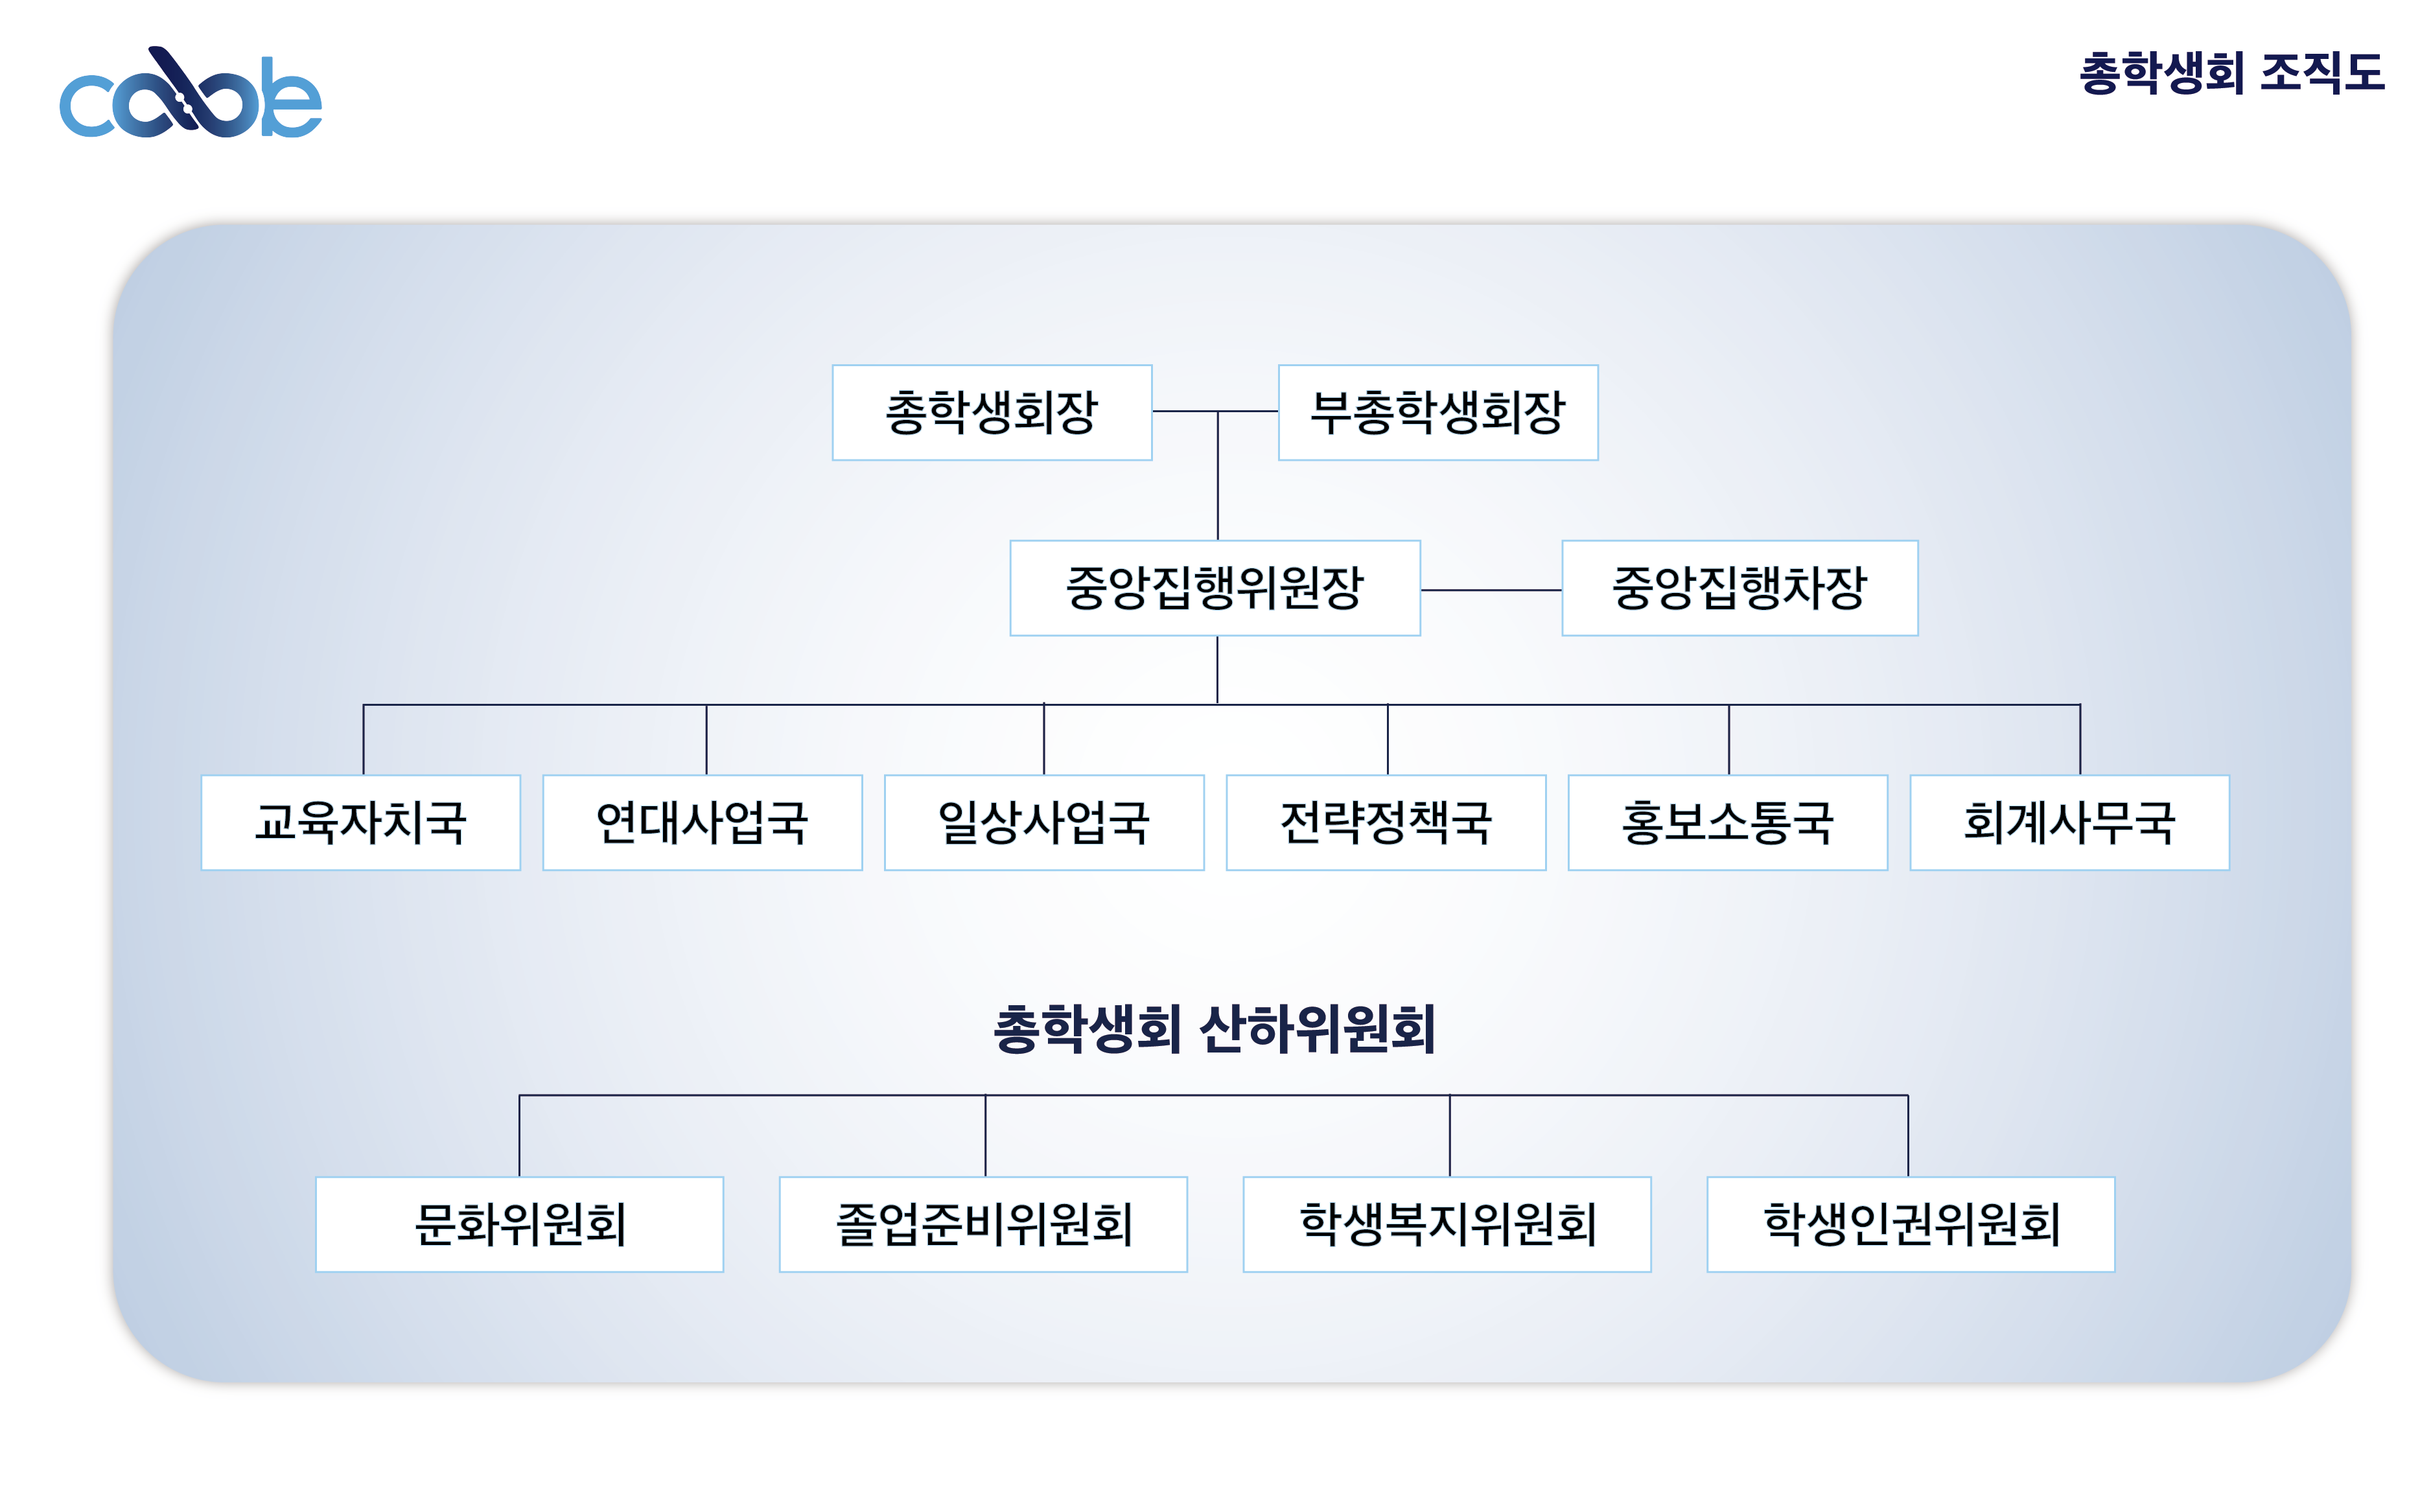 총학생회 조직도
총학생회장 부총학생회장
중앙집행위원장 중앙집행차장
교육자치국 연대사업국 일상사업국 전략정책국 홍보소통국 회계사무국
총학생회 산하위원회
문화위원회 졸업준비위원회 학생복지위원회 학생인권위원회